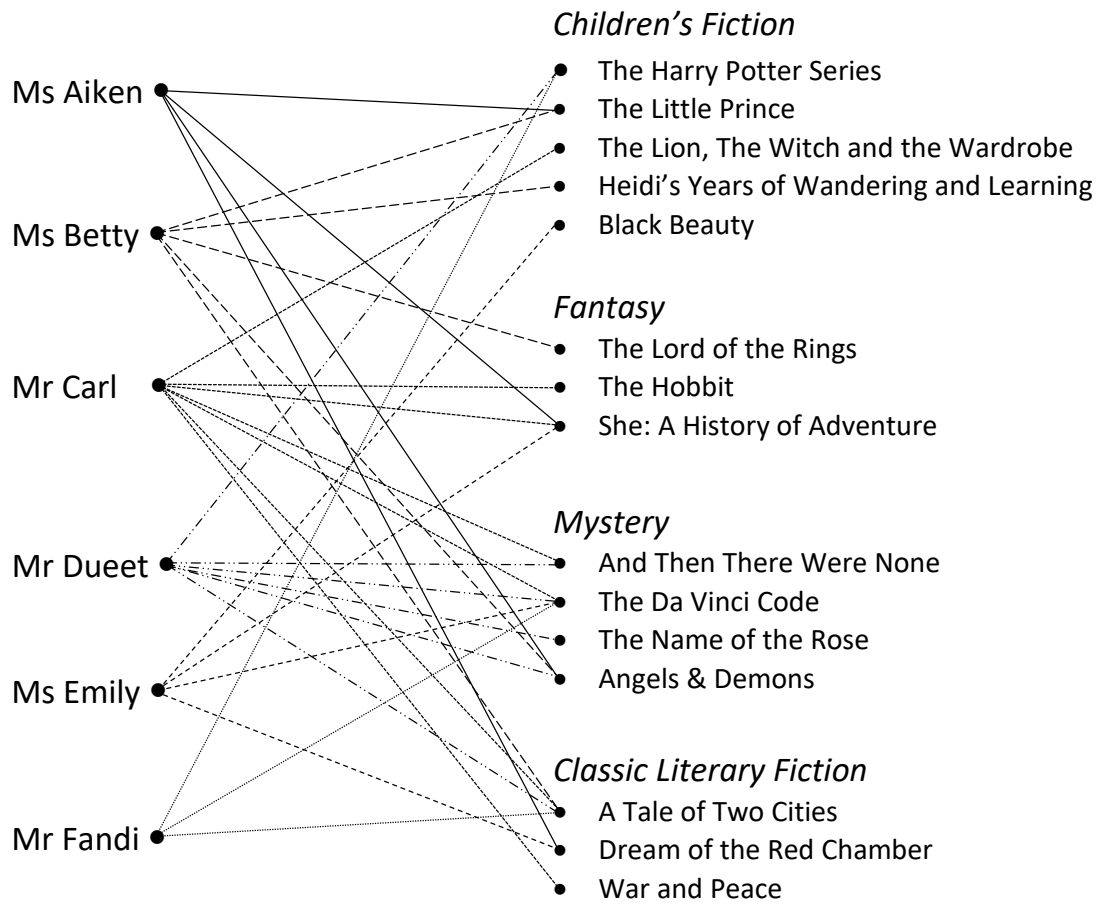 Children’s Fiction
Ms Aiken
The Harry Potter Series
The Little Prince
The Lion, The Witch and the Wardrobe
Heidi’s Years of Wandering and Learning
Ms Betty
Black Beauty
Fantasy
The Lord of the Rings
Mr Carl
The Hobbit
She: A History of Adventure
Mystery
Mr Dueet
And Then There Were None
The Da Vinci Code
The Name of the Rose
Ms Emily
Angels & Demons
Classic Literary Fiction
A Tale of Two Cities
Mr Fandi
Dream of the Red Chamber
War and Peace